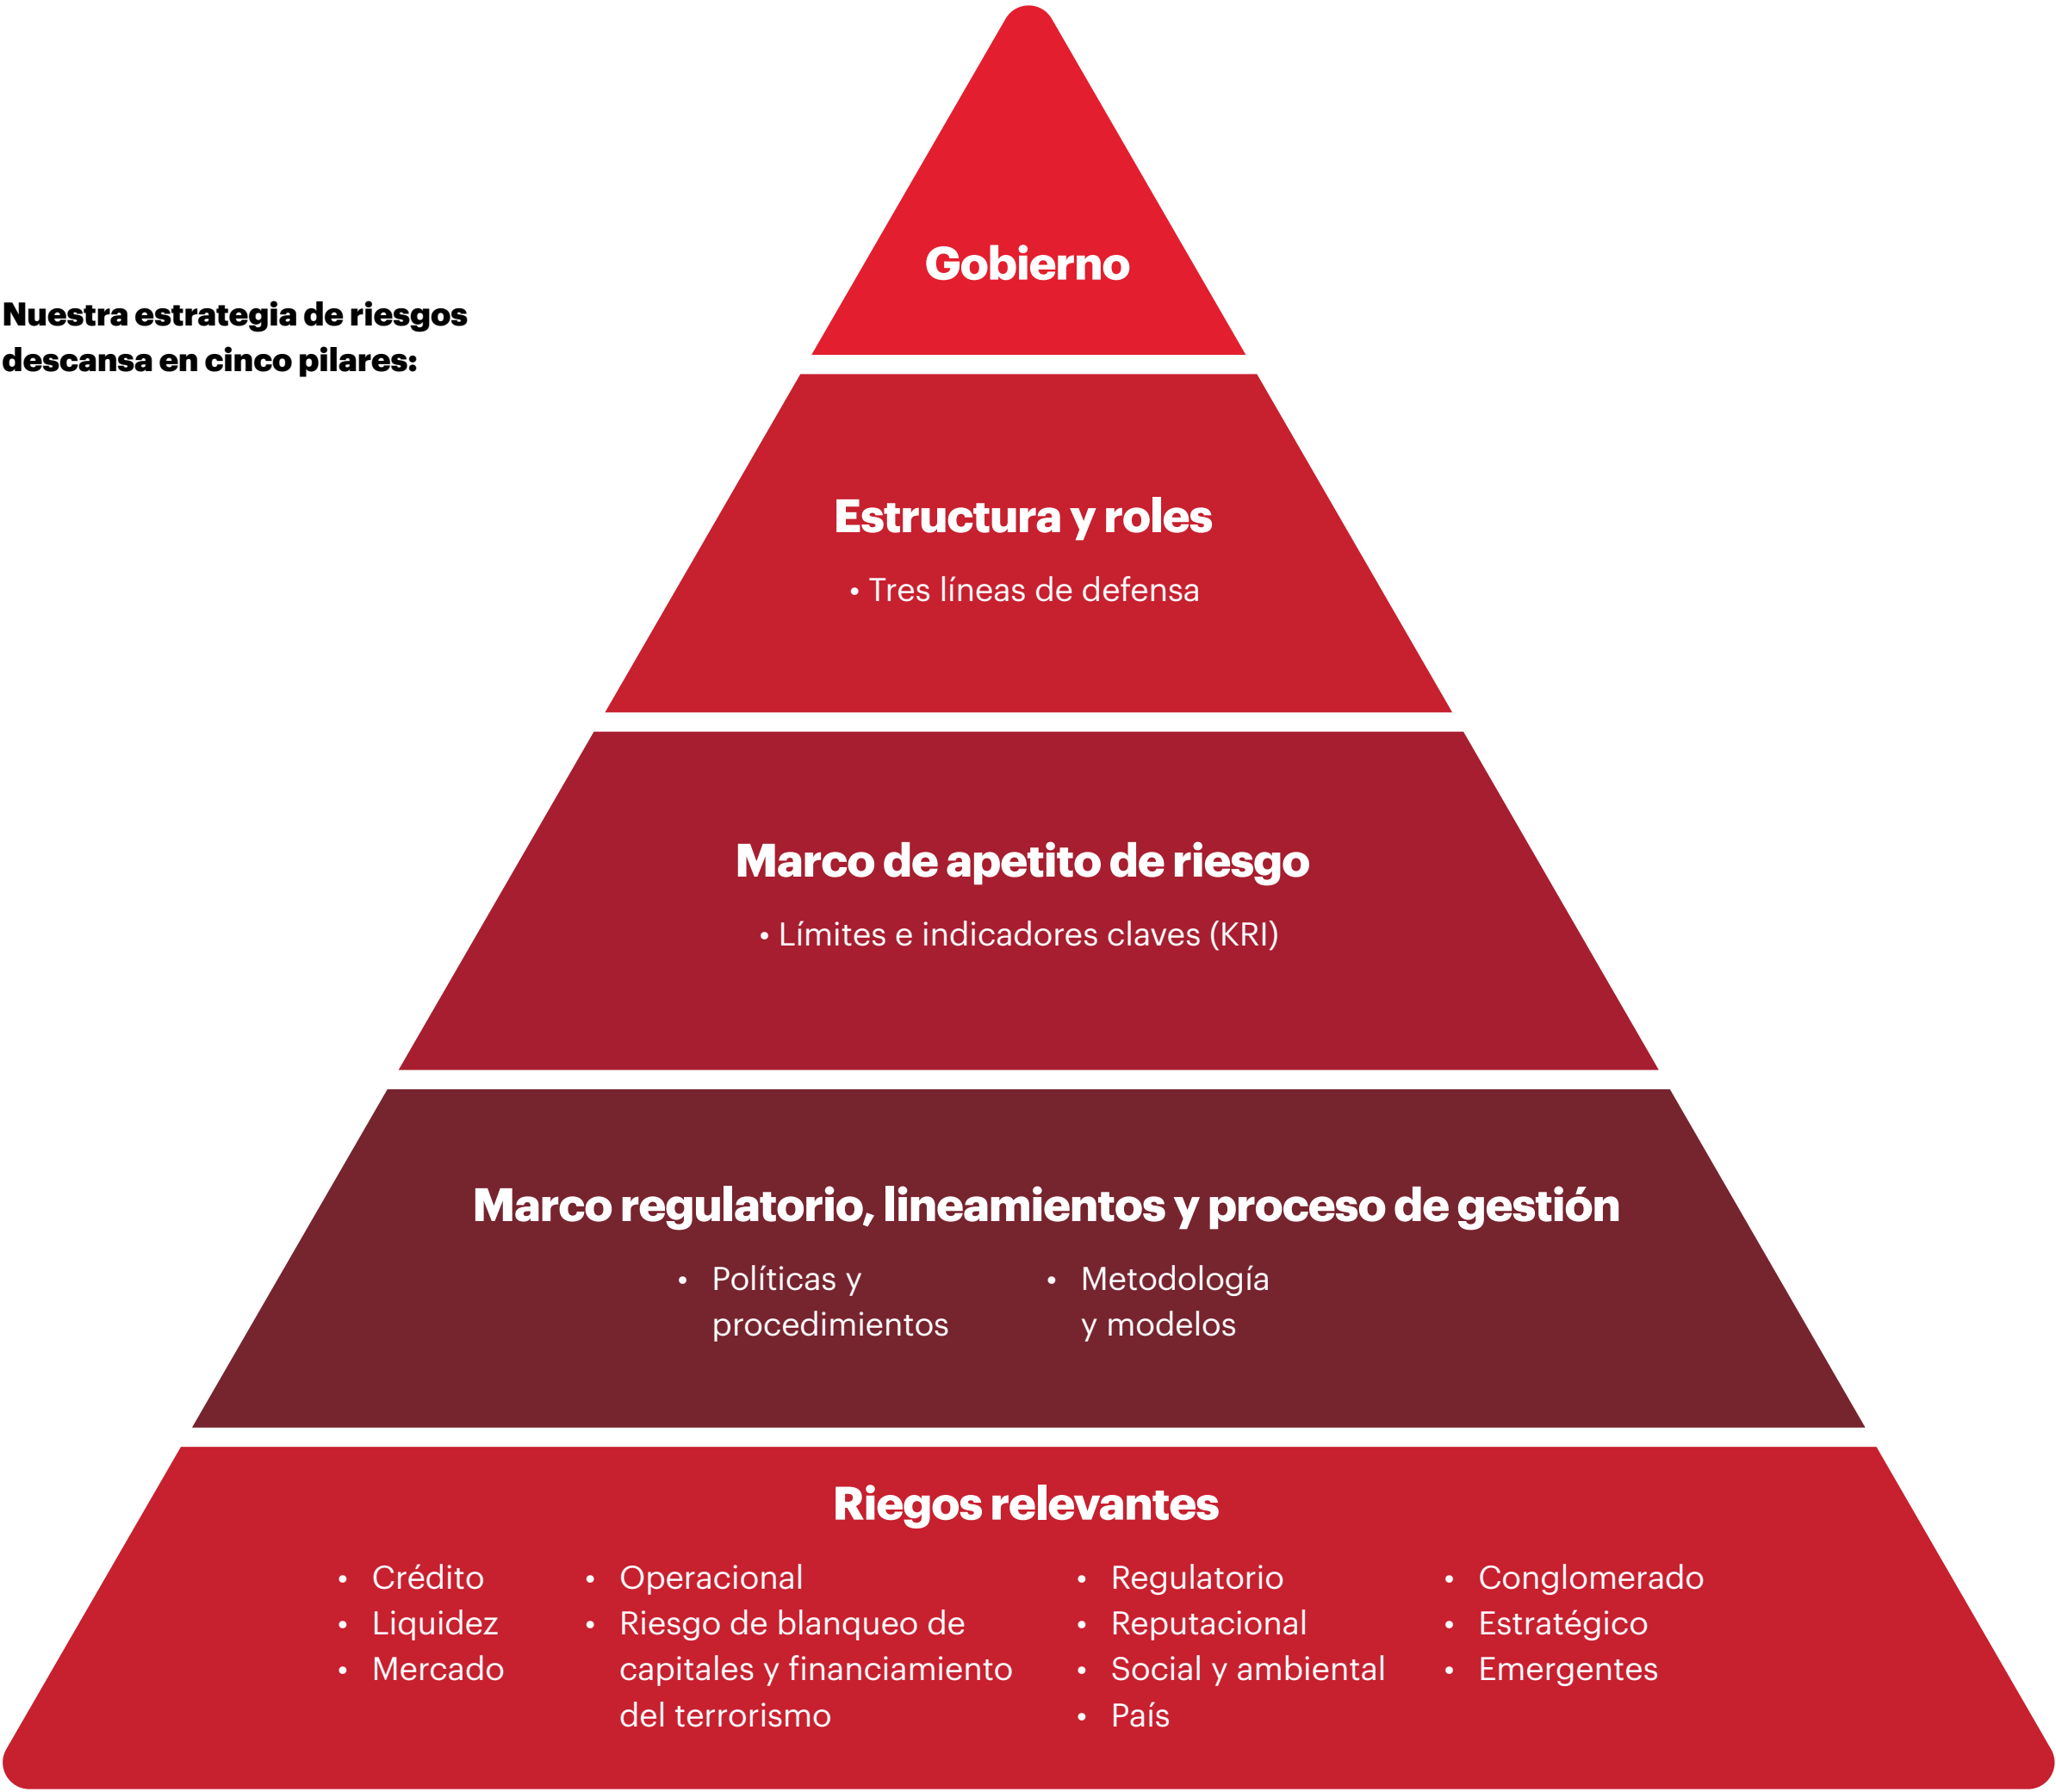 Gobierno
Nuestra estrategia de riesgos
descansa en cinco pilares:
Estructura y roles
• Tres líneas de defensa
Marco de apetito de riesgo
• Límites e indicadores claves (KRI)
Marco regulatorio, lineamientos y proceso de gestión
• Políticas y
procedimientos
• Metodología
y modelos
Riegos relevantes
• Crédito
• Liquidez
• Mercado
• Operacional
• Riesgo de blanqueo de
capitales y financiamiento
del terrorismo
• Regulatorio
• Reputacional
• Social y ambiental
• País
• Conglomerado
• Estratégico
• Emergentes